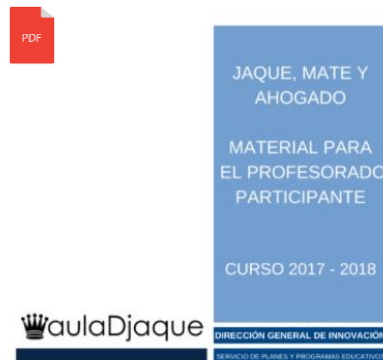 PDF
JAQUE, MATE Y
AHOGADO
MATERIAL PARA
EL PROFESORADO
PARTICIPANTE
CURSO 2017 - 2018
aulaDjaque
DIRECCIÓN GENERAL DE INNOVACIÓN
SERVICIO DE PLANES Y PROGRAMAS EDUCATIVOS